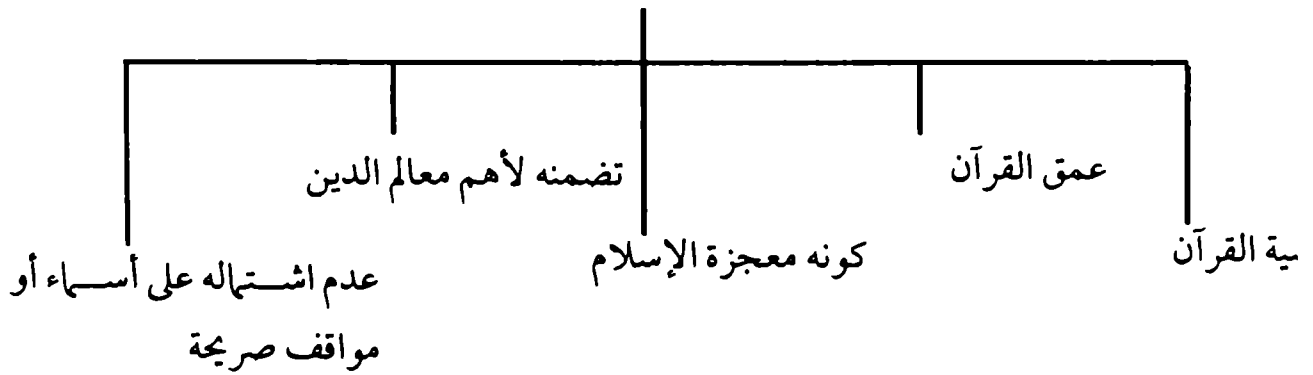 القرآن
عمق القرآن
كونه معجزة الإسلام
تضمنه لأهم معالم الدين
عدم اشتماله على أسماء أو
مواقف صريحة